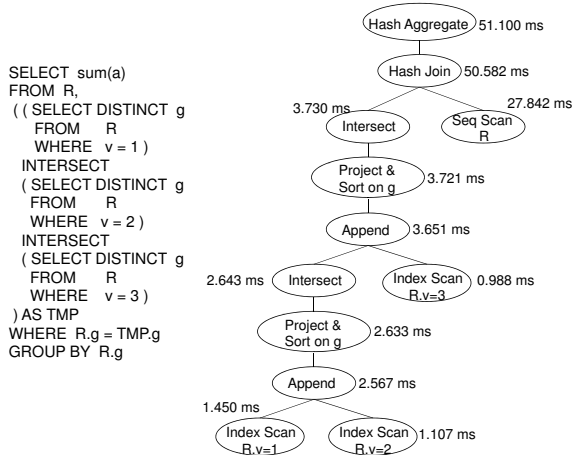 SELECT sum(a)
FROM R,
( ( SELECT DISTINCT g
FROM R
WHERE v = 1 )
INTERSECT
( SELECT DISTINCT g
FROM R
WHERE v = 2 )
INTERSECT
( SELECT DISTINCT g
FROM R
WHERE v = 3 )
) AS TMP
WHERE R.g = TMP.g
GROUP BY R.g
Hash Aggregate 51.100 ms
Hash Join 50.582 ms
3.730 ms
27.842 ms
Intersect
Seq Scan
R
Project &
Sort on g
3.721 ms
Append 3.651 ms
2.643 ms Intersect
Index Scan
R.v=3
0.988 ms
Project &
Sort on g
2.633 ms
Append 2.567 ms
1.450 ms
Index Scan
R.v=1
Index Scan
R.v=2
1.107 ms